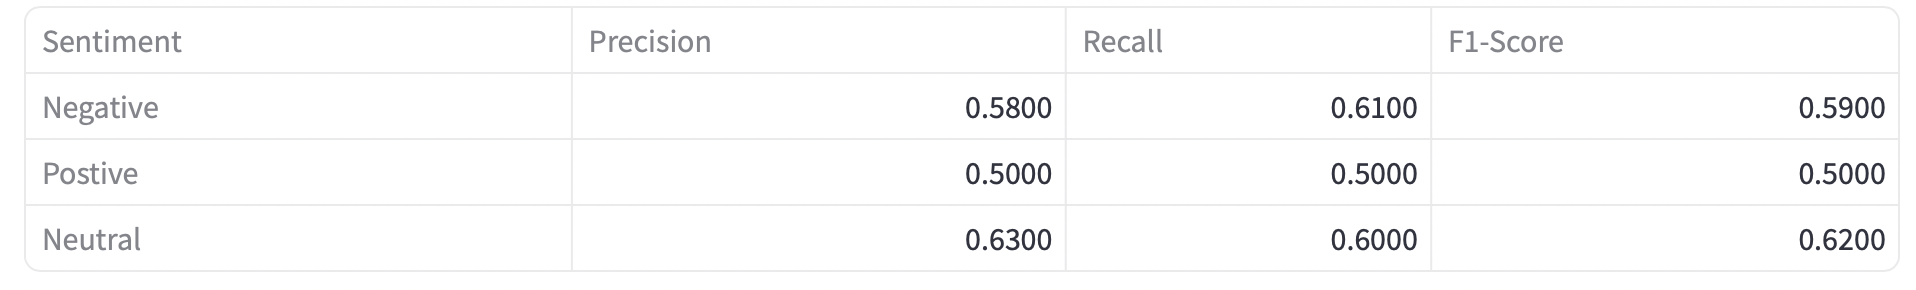 Sentiment Precision Recall F1-Score
Negative 0.5800 0.6100 0.5900
Postive 0.5000 0.5000 0.5000
Neutral 0.6300 0.6000 0.6200